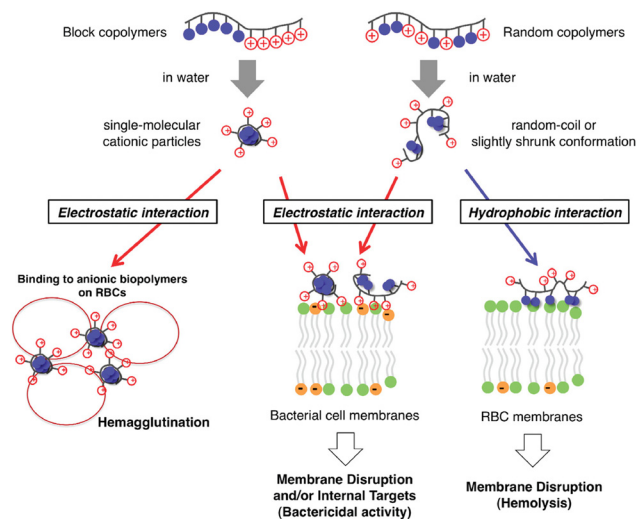 Block copolymers
Random copolymers
in water
in water
single-molecular
cationic particles
random-coil or
slightly shrunk conformation
Electrostatic interaction
Electrostatic interaction
Hydrophobic interaction
Binding to anionic biopolymers
on RBCs
Hemagglutination
Bacterial cell membranes
RBC membranes
Membrane Disruption
and/or Internal Targets
(Bactericidal activity)
Membrane Disruption
(Hemolysis)